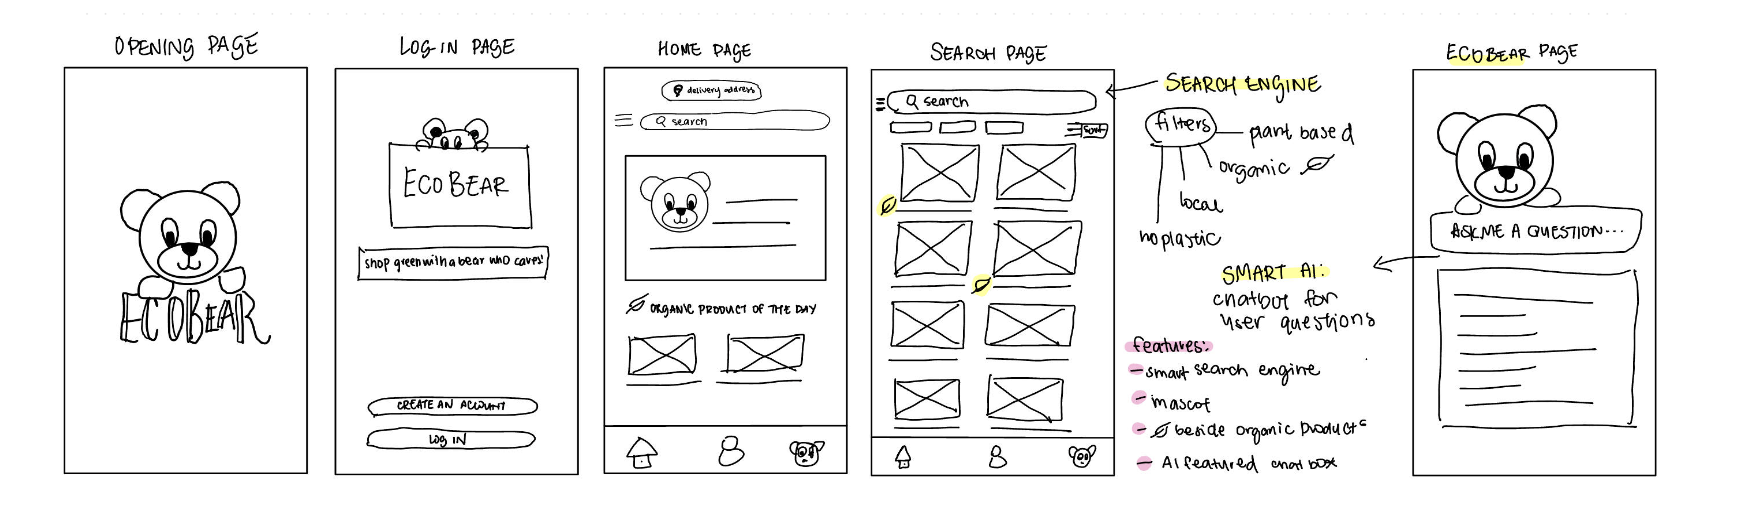 OPENING PAGE
ECOBEAR
LOG-IN PAGE
ECOBEAR
shop green with a bear who cares!
CREATE AN ACCOUNT
LOG IN
HOME PAGE
delivery address
search
ORGANIC PRODUCT OF THE DAY
SEARCH PAGE
search
Sort
SEARCH ENGINE
filters
plant based
organic
local
no plastic
SMART AI:
chatbot for
user questions
features:
- smart search engine
- mascot
- beside organic products
- AI featured chat box
ECOBEAR PAGE
ASK ME A QUESTION...